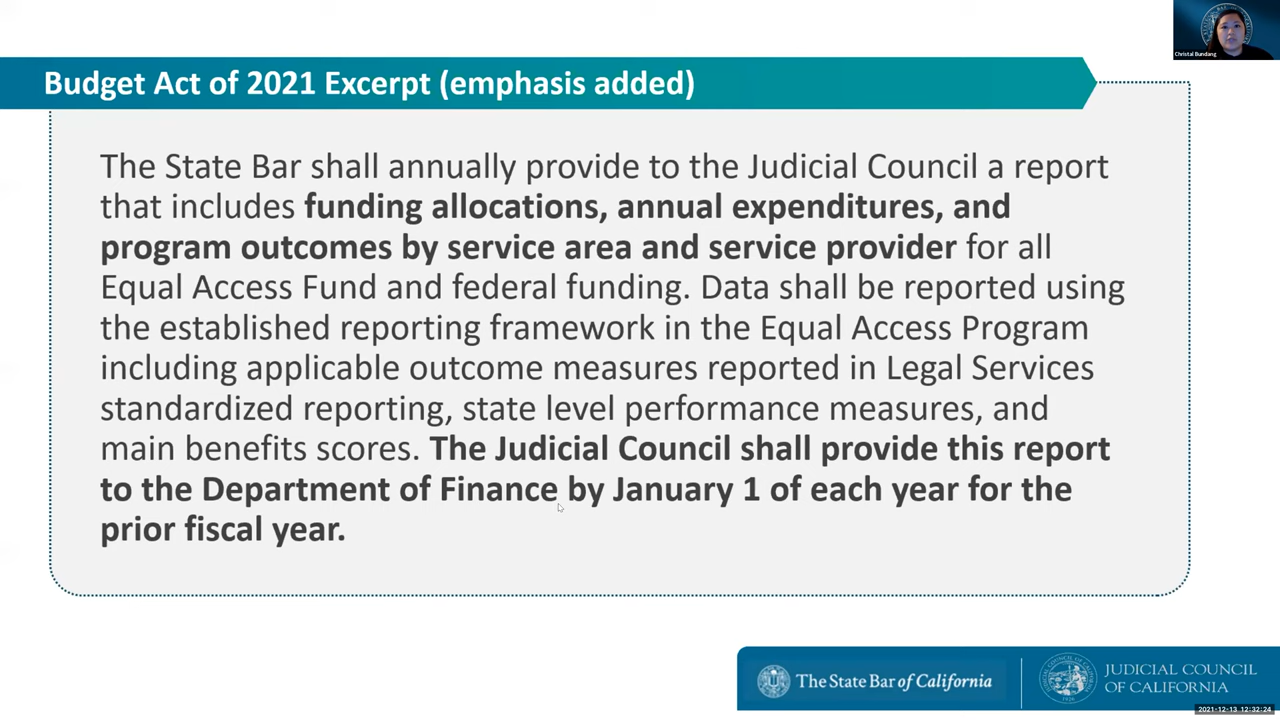 Christal Bundang
Budget Act of 2021 Excerpt (emphasis added)
The State Bar shall annually provide to the Judicial Council a report
that includes funding allocations, annual expenditures, and
program outcomes by service area and service provider for all
Equal Access Fund and federal funding. Data shall be reported using
the established reporting framework in the Equal Access Program
including applicable outcome measures reported in Legal Services
standardized reporting, state level performance measures, and
main benefits scores. The Judicial Council shall provide this report
to the Department of Finance by January 1 of each year for the
prior fiscal year.
The State Bar of California
JUDICIAL COUNCIL
OF CALIFORNIA
2021-12-13 12:32:24